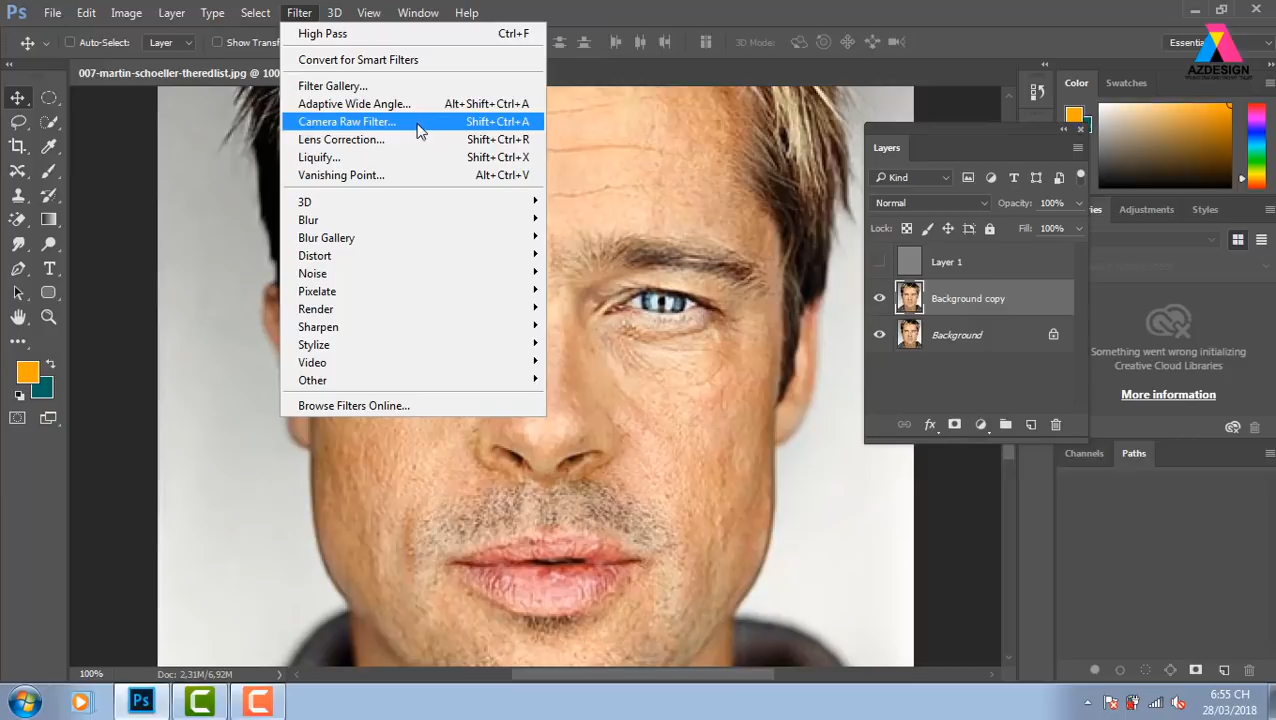 Ps File Edit Image Layer Type Select Filter 3D View Window Help
Auto-Select: Layer Show Transf 3D Mode: Essenti
AZDESIGN
007-martin-schoeller-theredlist.jpg @ 100
High Pass Ctrl+F
Convert for Smart Filters
Filter Gallery...
Adaptive Wide Angle... Alt+Shift+Ctrl+A
Camera Raw Filter... Shift+Ctrl+A
Lens Correction... Shift+Ctrl+R
Liquify... Shift+Ctrl+X
Vanishing Point... Alt+Ctrl+V
3D
Blur
Blur Gallery
Distort
Noise
Pixelate
Render
Sharpen
Stylize
Video
Other
Browse Filters Online...
Color Swatches
Layers
Kind
Normal Opacity: 100%
Lock: Fill: 100%
Layer 1
Background copy
Background
ries Adjustments Styles
Something went wrong initializing
Creative Cloud Libraries
More information
Channels Paths
100% Doc: 2,31M/6,92M
Ps
6:55 CH
28/03/2018